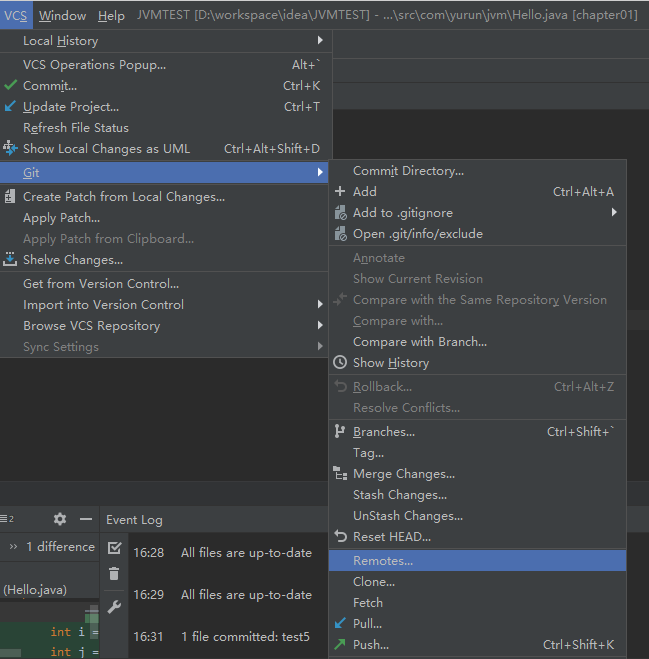 VCS Window Help JVMTEST [D:\workspace\idea\JVMTEST] - ...\src\com\yurun\jvm\Hello.java [chapter01]
Local History
VCS Operations Popup... Alt+`
Commit... Ctrl+K
Update Project... Ctrl+T
Refresh File Status
Show Local Changes as UML Ctrl+Alt+Shift+D
Git
Create Patch from Local Changes...
Apply Patch...
Apply Patch from Clipboard...
Shelve Changes...
Get from Version Control...
Import into Version Control
Browse VCS Repository
Sync Settings
Commit Directory...
Add Ctrl+Alt+A
Add to .gitignore
Open .git/info/exclude
Annotate
Show Current Revision
Compare with the Same Repository Version
Compare with...
Compare with Branch...
Show History
Rollback... Ctrl+Alt+Z
Resolve Conflicts...
Branches... Ctrl+Shift+`
Tag...
Merge Changes...
Stash Changes...
UnStash Changes...
Reset HEAD...
Remotes...
Clone...
Fetch
Pull...
Push... Ctrl+Shift+K
2
Event Log
1 difference
16:28 All files are up-to-date
(Hello.java)
16:29 All files are up-to-date
int i =
16:31 1 file committed: test5
int j =